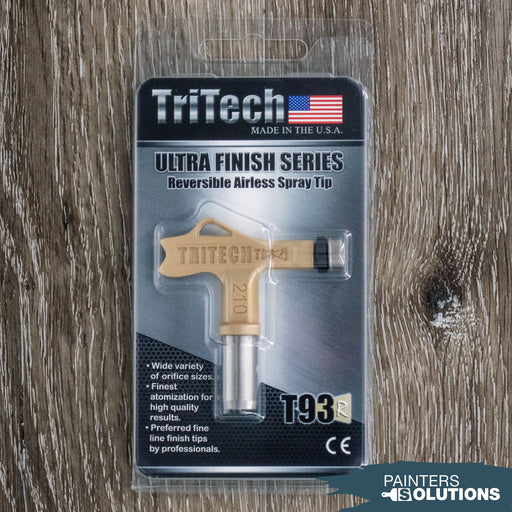 TriTech
MADE IN THE U.S.A.
ULTRA FINISH SERIES
Reversible Airless Spray Tip
TRITECH
210
• Wide variety
of orifice sizes.
• Finest
atomization for
high quality
results.
• Preferred fine
line finish tips
by professionals.
T93R
CE
PAINTERS
SOLUTIONS